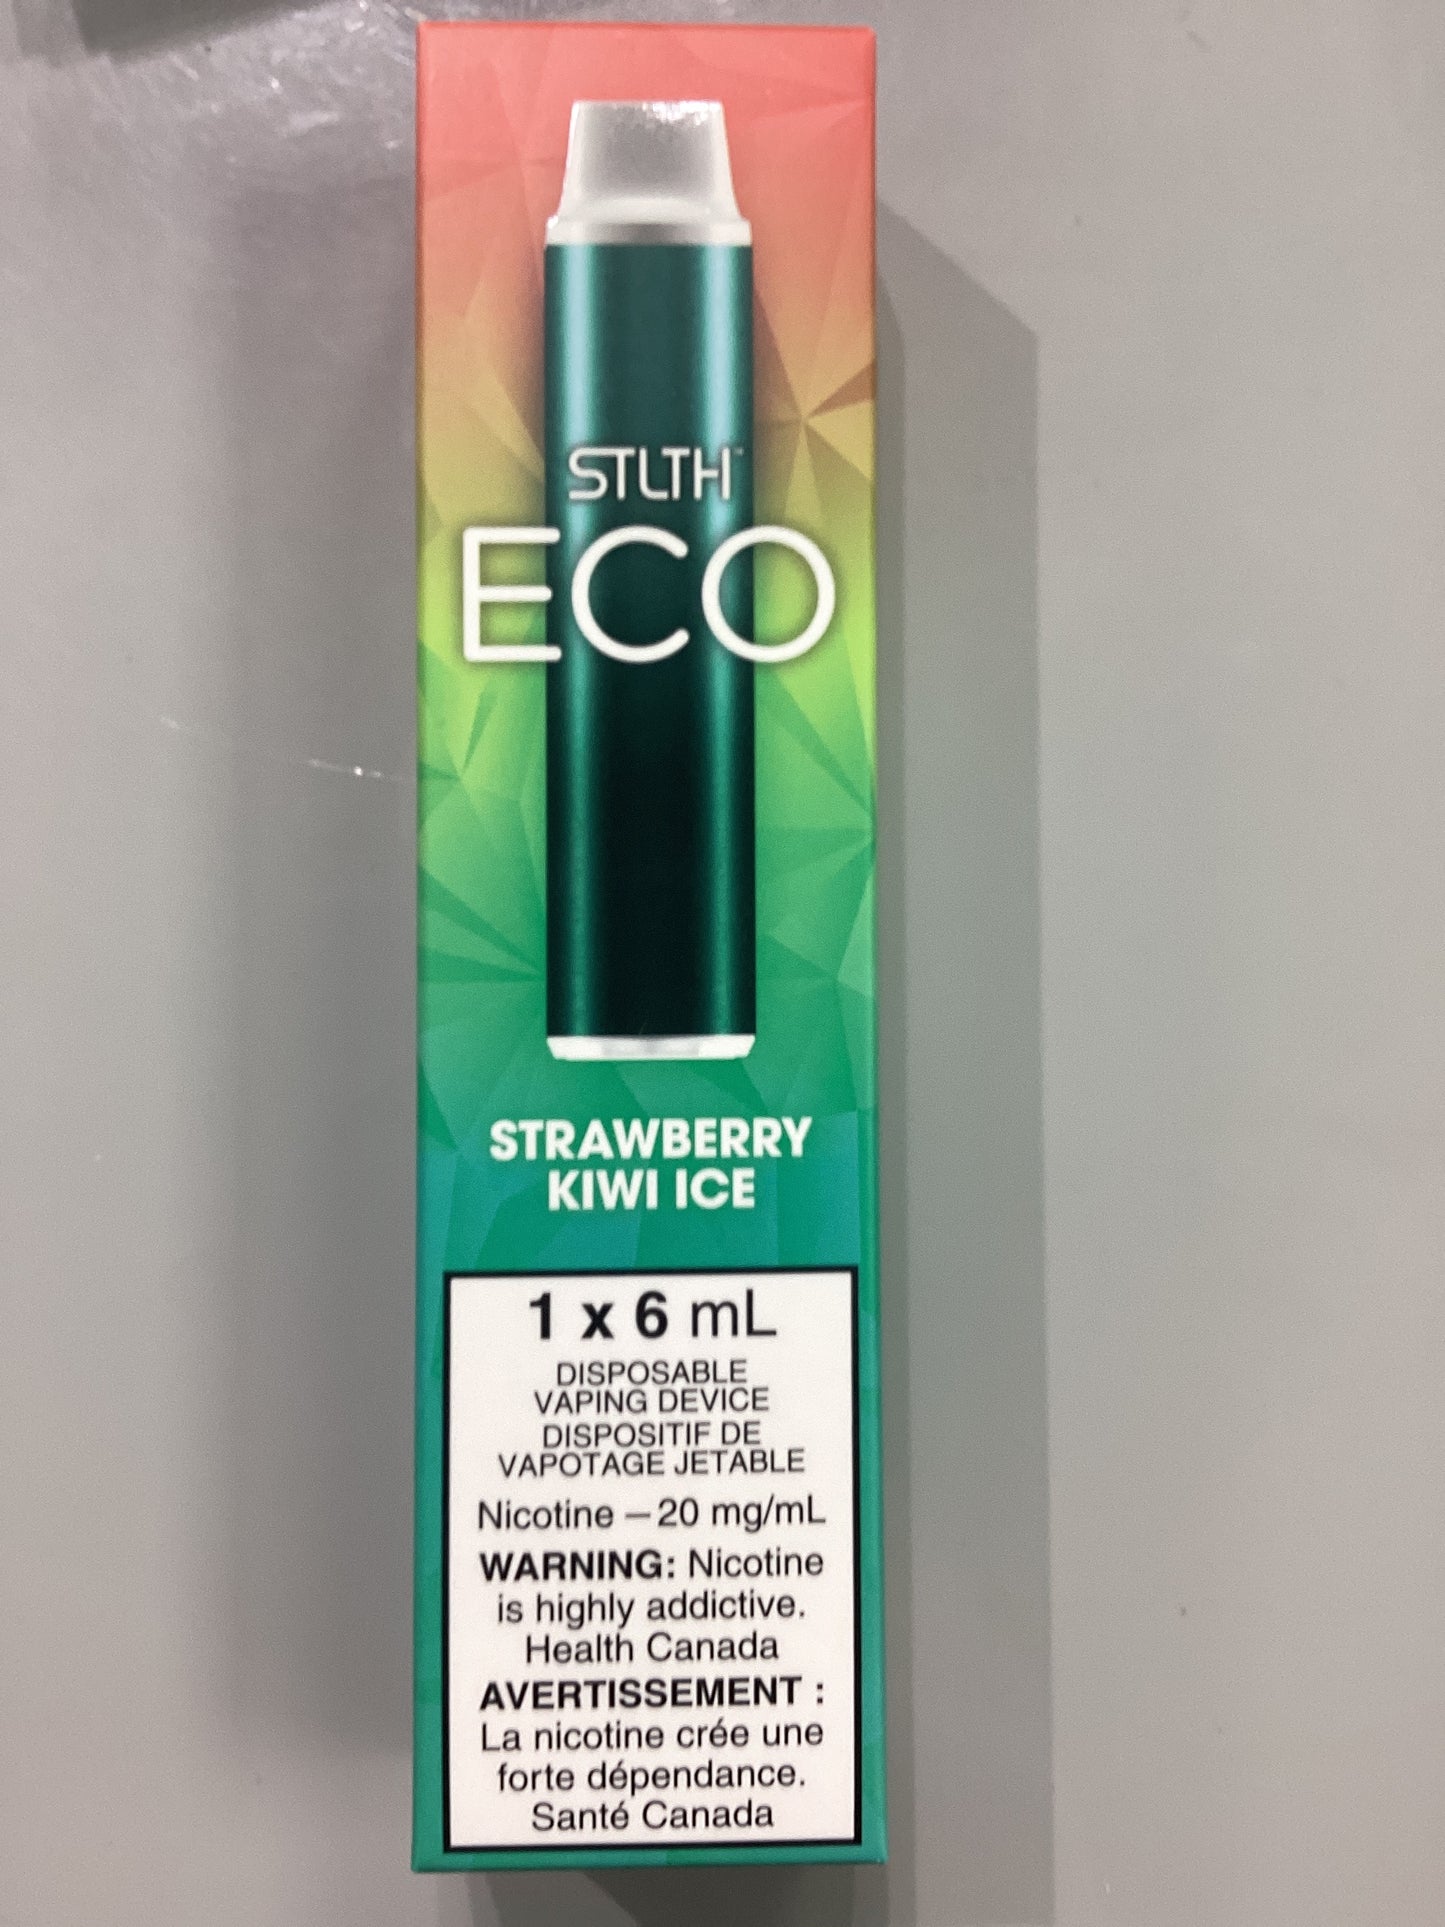 STLTH™
ECO
STRAWBERRY
KIWI ICE
1 x 6 mL
DISPOSABLE
VAPING DEVICE
DISPOSITIF DE
VAPOTAGE JETABLE
Nicotine – 20 mg/mL
WARNING: Nicotine
is highly addictive.
Health Canada
AVERTISSEMENT :
La nicotine crée une
forte dépendance.
Santé Canada